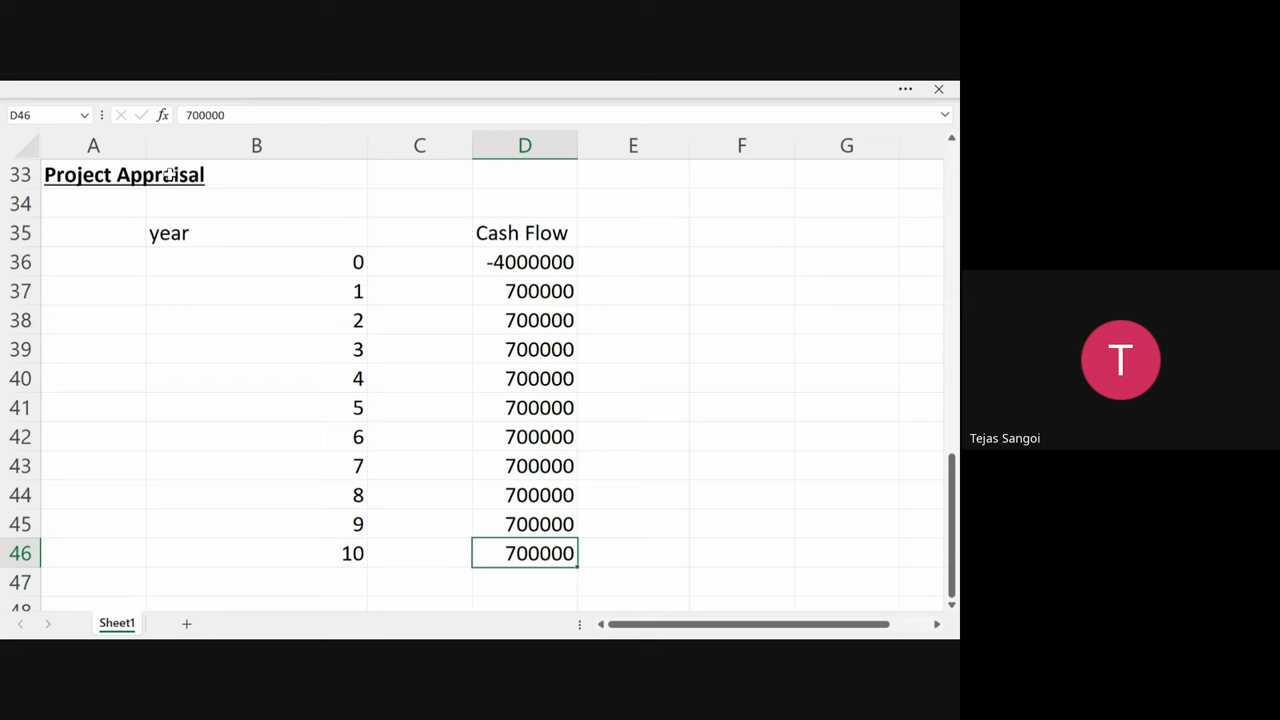 D46 fx 700000
A B C D E F G
33 Project Appraisal
34
35 year Cash Flow
36 0 -4000000
37 1 700000
38 2 700000
39 3 700000
40 4 700000
41 5 700000
42 6 700000
43 7 700000
44 8 700000
45 9 700000
46 10 700000
47
48
Sheet1
T
Tejas Sangoi